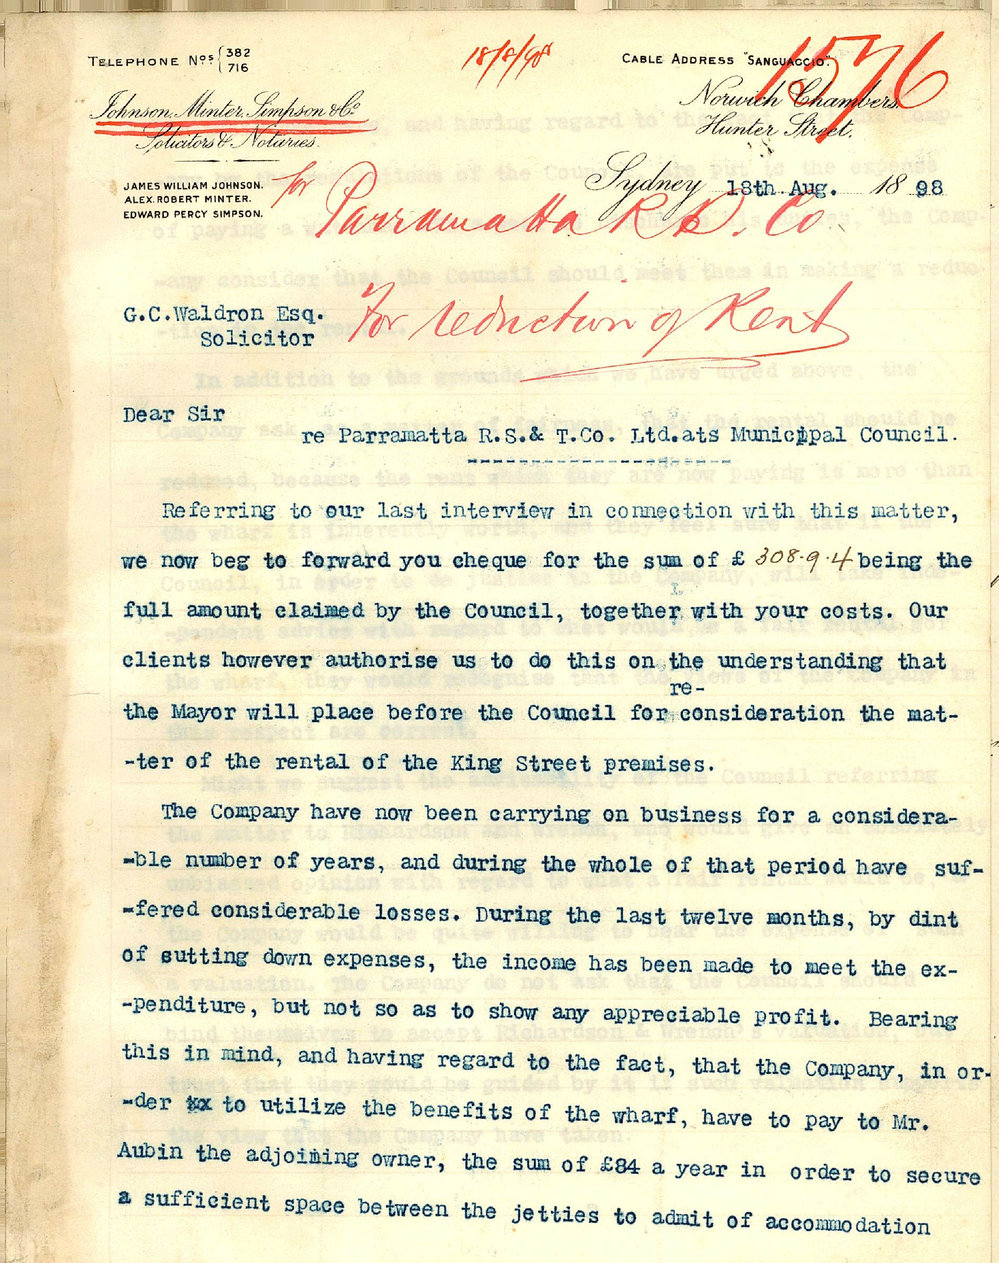 TELEPHONE Nos { 382
716
18/8/98
CABLE ADDRESS "SANGUACCIO".
1576
Johnson, Minter, Simpson & Co.
Solicitors & Notaries.
Norwich Chambers,
Hunter Street,
JAMES WILLIAM JOHNSON.
ALEX. ROBERT MINTER.
EDWARD PERCY SIMPSON.
Sydney 18th Aug. 1898
for Parramatta R. S. Co
For reduction of Rent
G.C.Waldron Esq.
Solicitor
Dear Sir
re Parramatta R.S.& T.Co. Ltd.ats Municipal Council.
Referring to our last interview in connection with this matter,
we now beg to forward you cheque for the sum of £ 308.9.4 being the
full amount claimed by the Council, together with your costs. Our
clients however authorise us to do this on the understanding that
re-
the Mayor will place before the Council for consideration the mat-
-ter of the rental of the King Street premises.
The Company have now been carrying on business for a considera-
-ble number of years, and during the whole of that period have suf-
-fered considerable losses. During the last twelve months, by dint
of sutting down expenses, the income has been made to meet the ex-
-penditure, but not so as to show any appreciable profit. Bearing
this in mind, and having regard to the fact, that the Company, in or-
-der to utilize the benefits of the wharf, have to pay to Mr.
Aubin the adjoining owner, the sum of £84 a year in order to secure
a sufficient space between the jetties to admit of accommodation